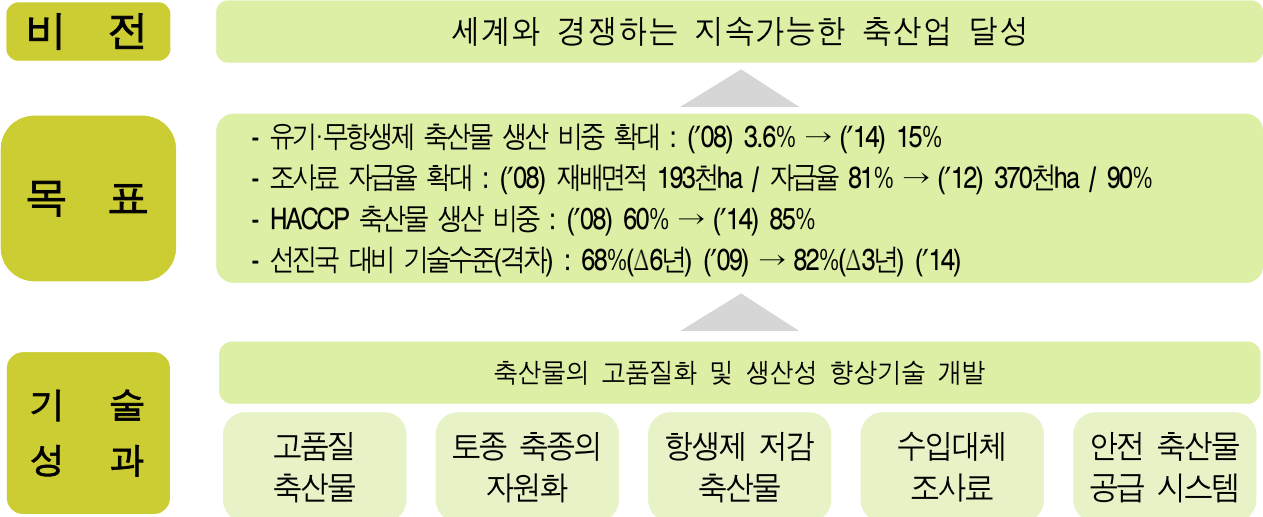 비 전
세계와 경쟁하는 지속가능한 축산업 달성
목 표
- 유기·무항생제 축산물 생산 비중 확대 : (′08) 3.6% → (′14) 15%
- 조사료 자급율 확대 : (′08) 재배면적 193천ha / 자급율 81% → (′12) 370천ha / 90%
- HACCP 축산물 생산 비중 : (′08) 60% → (′14) 85%
- 선진국 대비 기술수준(격차) : 68%(Δ6년) (′09) → 82%(Δ3년) (′14)
기 술
성 과
축산물의 고품질화 및 생산성 향상기술 개발
고품질
축산물
토종 축종의
자원화
항생제 저감
축산물
수입대체
조사료
안전 축산물
공급 시스템